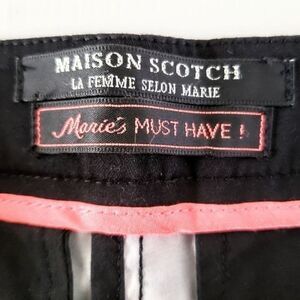 MAISON SCOTCH
LA FEMME SELON MARIE
Marie's MUST HAVE !